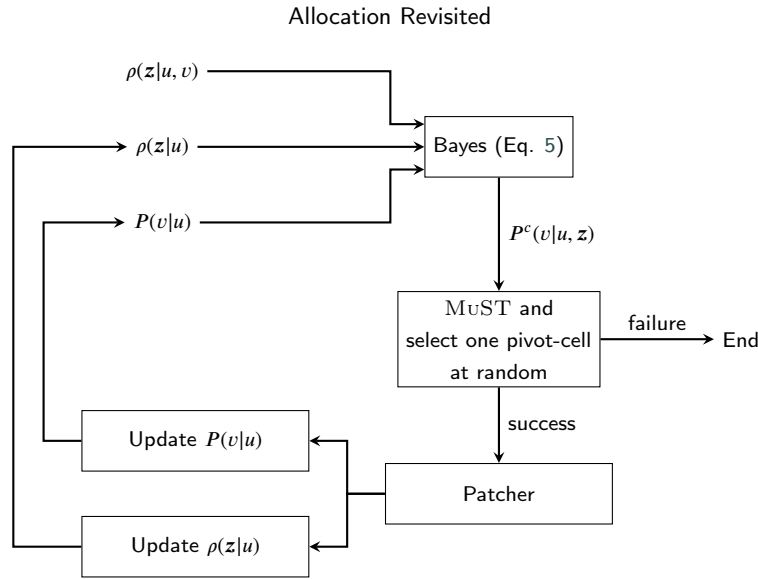 Allocation Revisited
ρ(z|u, v)
ρ(z|u)
Bayes (Eq. 5)
P(v|u)
Pᶜ(v|u, z)
MuST and
select one pivot-cell
at random
failure
End
success
Update P(v|u)
Patcher
Update ρ(z|u)